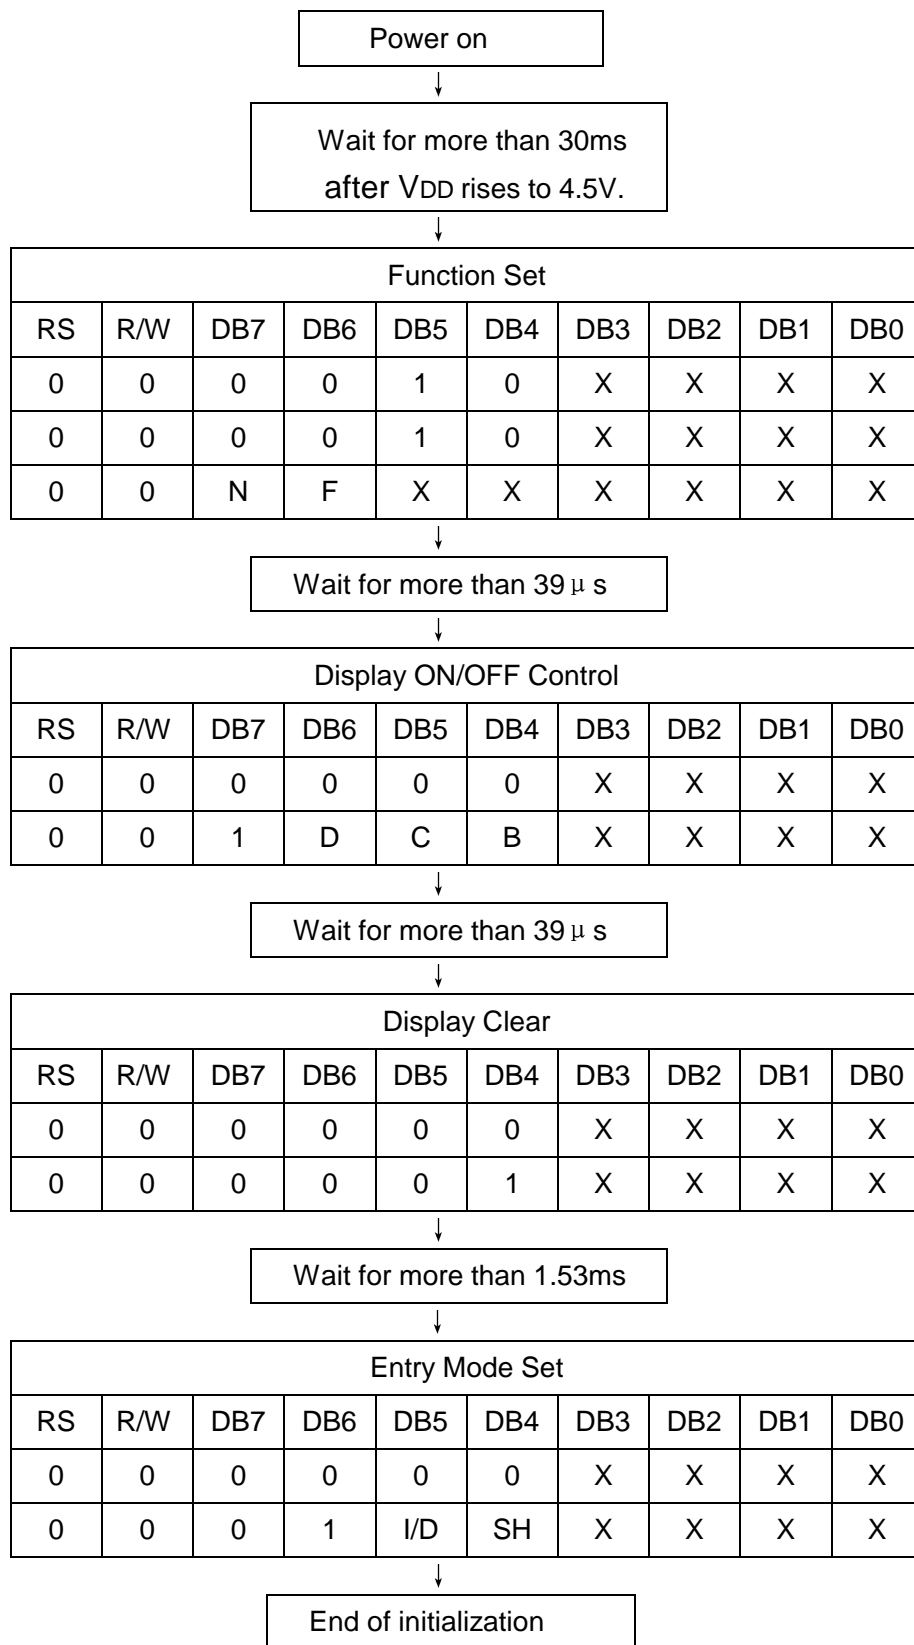 Power on
Wait for more than 30ms
after VDD rises to 4.5V.
Function Set
RS R/W DB7 DB6 DB5 DB4 DB3 DB2 DB1 DB0
0 0 0 0 1 0 X X X X
0 0 0 0 1 0 X X X X
0 0 N F X X X X X X
Wait for more than 39μs
Display ON/OFF Control
RS R/W DB7 DB6 DB5 DB4 DB3 DB2 DB1 DB0
0 0 0 0 0 0 X X X X
0 0 1 D C B X X X X
Wait for more than 39μs
Display Clear
RS R/W DB7 DB6 DB5 DB4 DB3 DB2 DB1 DB0
0 0 0 0 0 0 X X X X
0 0 0 0 0 1 X X X X
Wait for more than 1.53ms
Entry Mode Set
RS R/W DB7 DB6 DB5 DB4 DB3 DB2 DB1 DB0
0 0 0 0 0 0 X X X X
0 0 0 1 I/D SH X X X X
End of initialization